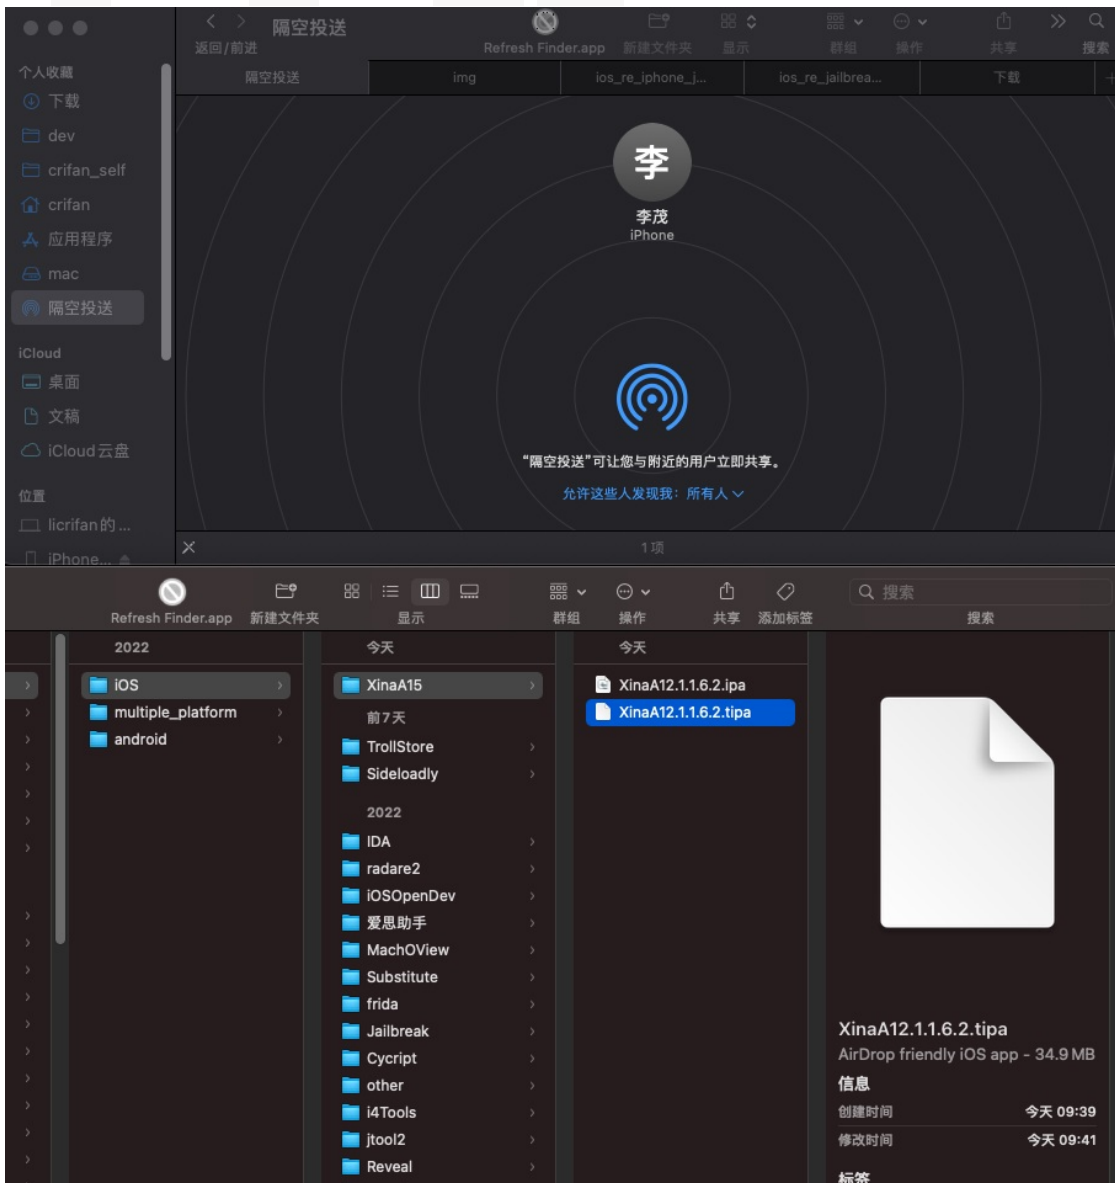 隔空投送
返回/前进
Refresh Finder.app 新建文件夹 显示 群组 操作 共享 搜索
隔空投送 img ios_re_iphone_j... ios_re_jailbrea... 下载
个人收藏
下载
dev
crifan_self
crifan
应用程序
mac
隔空投送
iCloud
桌面
文稿
iCloud云盘
位置
licrifan的 ...
iPhone...
李
李茂
iPhone
“隔空投送”可让您与附近的用户立即共享。
允许这些人发现我：所有人
1项
搜索
Refresh Finder.app 新建文件夹 显示 群组 操作 共享 添加标签 搜索
2022
iOS
multiple_platform
android
今天
XinaA15
前7天
TrollStore
Sideloadly
2022
IDA
radare2
iOSOpenDev
爱思助手
MachOView
Substitute
frida
Jailbreak
Cycript
other
i4Tools
jtool2
Reveal
今天
XinaA12.1.1.6.2.ipa
XinaA12.1.1.6.2.tipa
XinaA12.1.1.6.2.tipa
AirDrop friendly iOS app - 34.9 MB
信息
创建时间 今天 09:39
修改时间 今天 09:41
标签